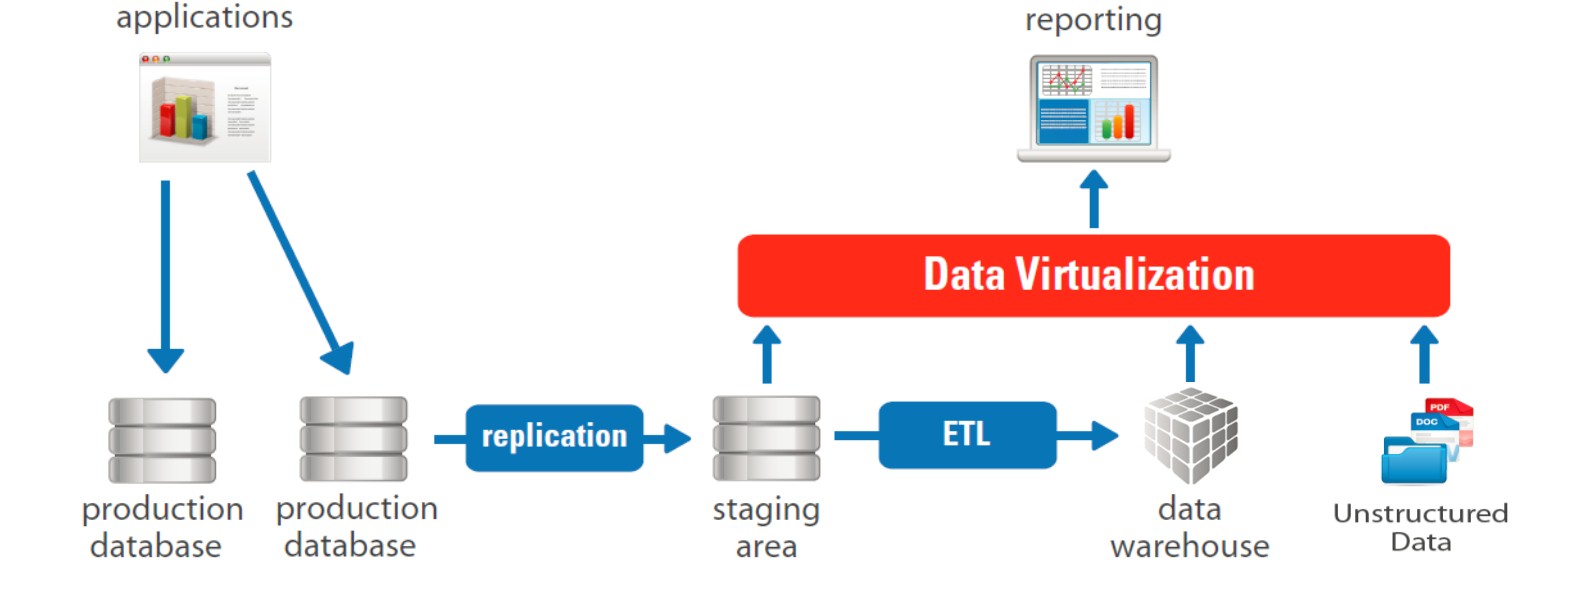 applications
reporting
Data Virtualization
replication
ETL
PDF
DOC
production
database
production
database
staging
area
data
warehouse
Unstructured
Data